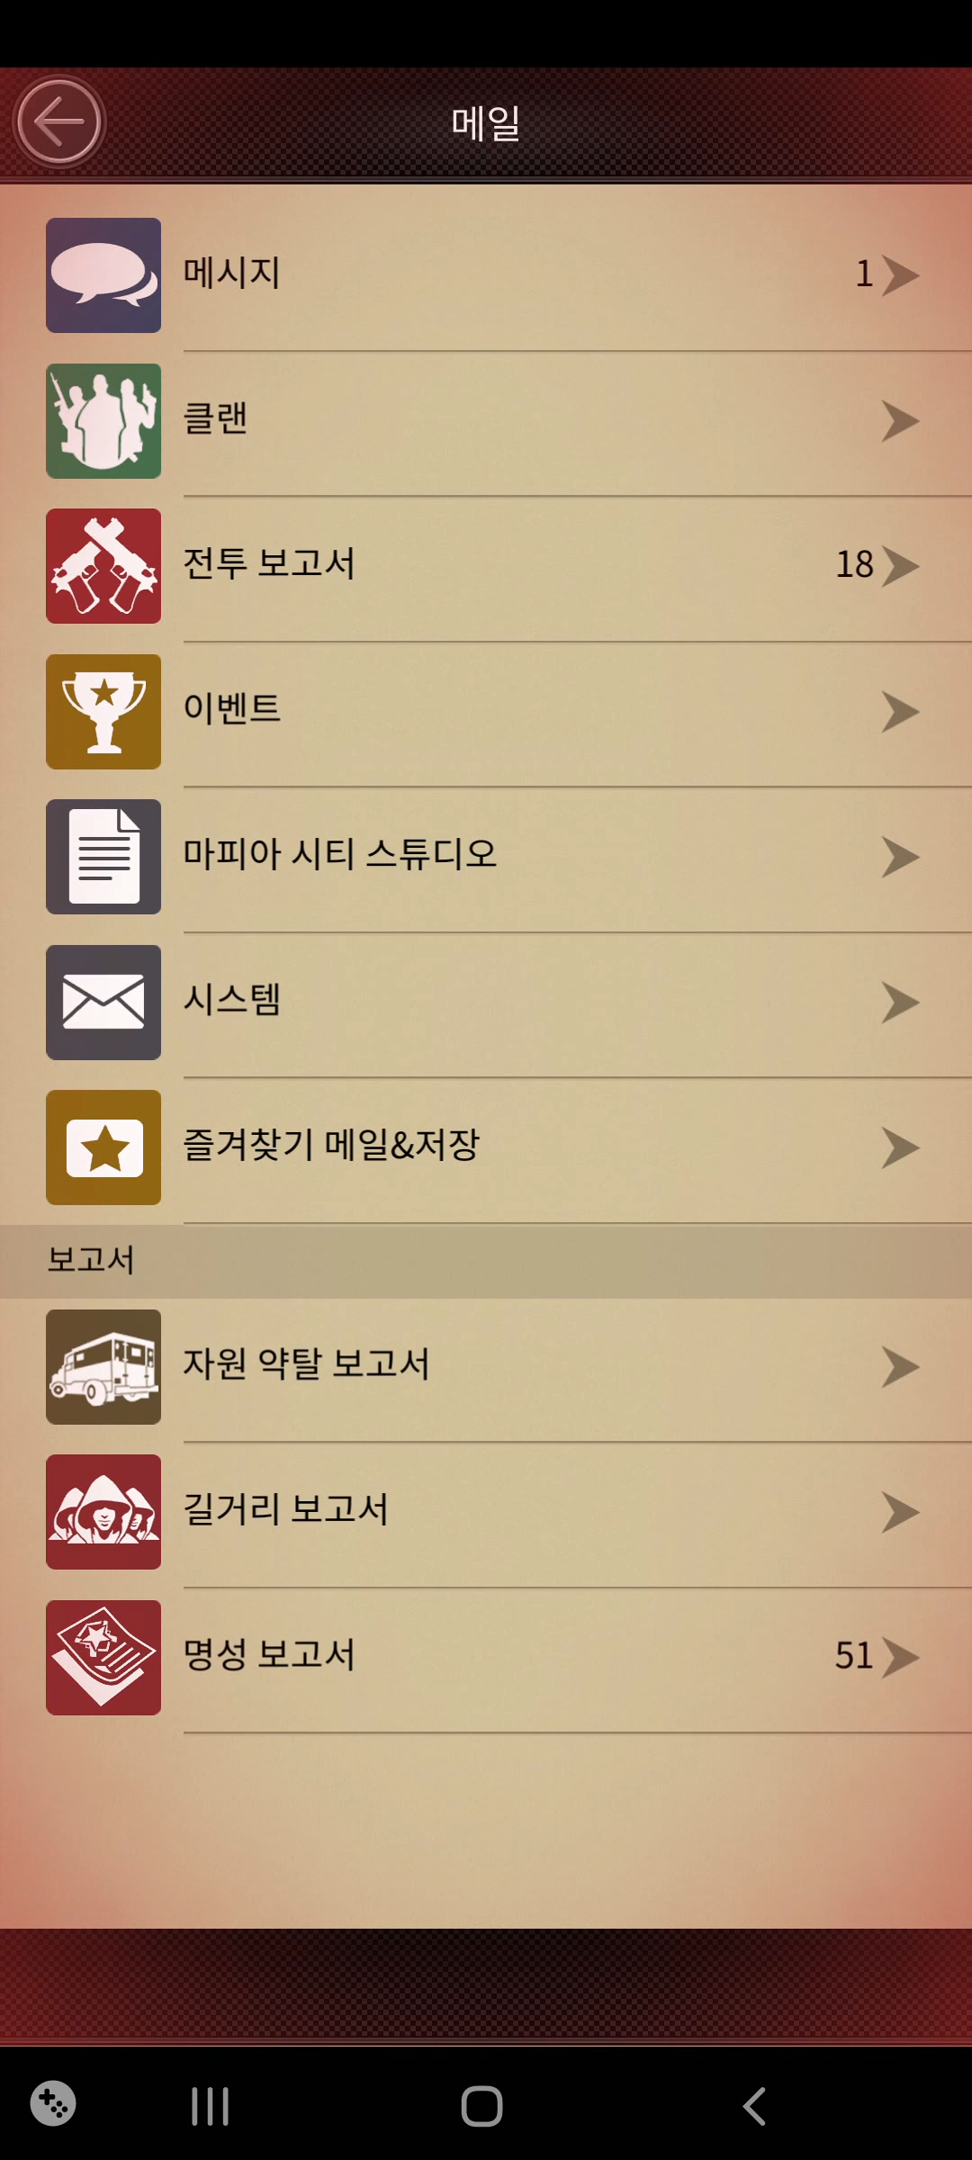 메일
메시지 1
클랜
전투 보고서 18
이벤트
마피아 시티 스튜디오
시스템
즐겨찾기 메일&저장
보고서
자원 약탈 보고서
길거리 보고서
명성 보고서 51